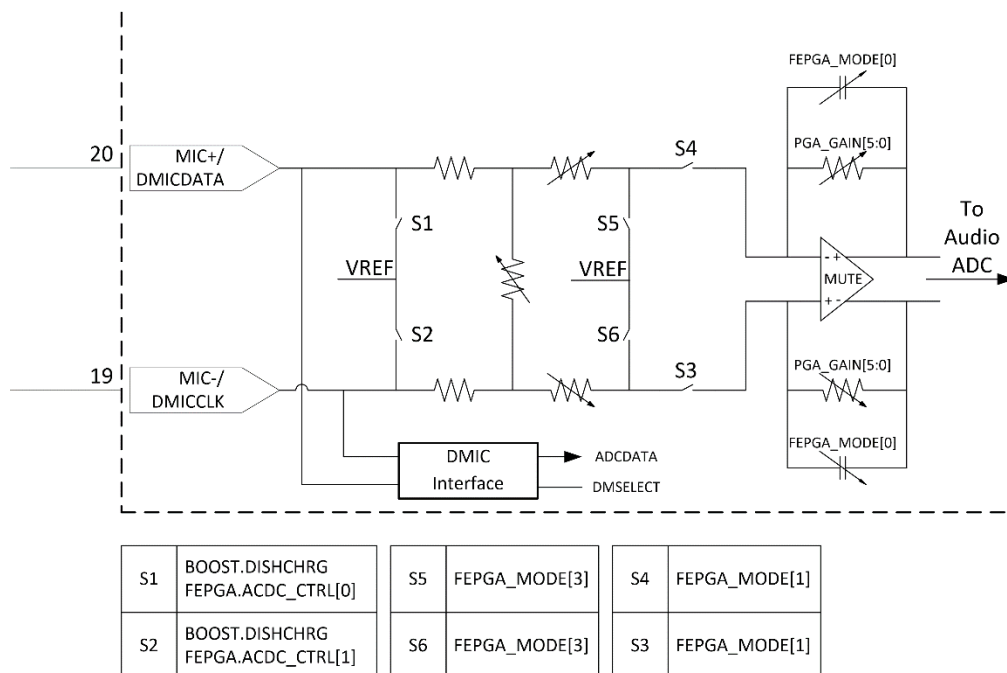 FEPGA_MODE[0]
20
MIC+/
DMICDATA
S4
PGA_GAIN[5:0]
S1
S5
To
Audio
ADC
VREF
VREF
- +
MUTE
+ -
S2
S6
19
MIC-/
DMICCLK
S3
PGA_GAIN[5:0]
FEPGA_MODE[0]
DMIC
Interface
ADCDATA
DMSELECT
S1
BOOST.DISHCHRG
FEPGA.ACDC_CTRL[0]
S5
FEPGA_MODE[3]
S4
FEPGA_MODE[1]
S2
BOOST.DISHCHRG
FEPGA.ACDC_CTRL[1]
S6
FEPGA_MODE[3]
S3
FEPGA_MODE[1]